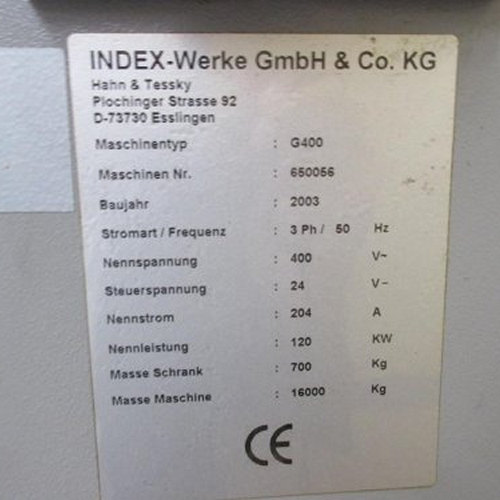 INDEX-Werke GmbH & Co. KG
Hahn & Tessky
Plochinger Strasse 92
D-73730 Esslingen
Maschinentyp : G400
Maschinen Nr. : 650056
Baujahr : 2003
Stromart / Frequenz : 3 Ph / 50 Hz
Nennspannung : 400 V~
Steuerspannung : 24 V-
Nennstrom : 204 A
Nennleistung : 120 KW
Masse Schrank : 700 Kg
Masse Maschine : 16000 Kg
CE